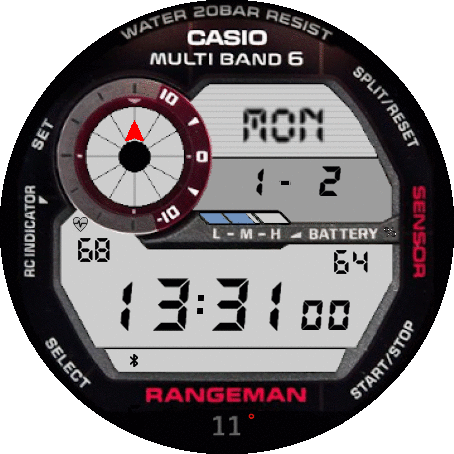 WATER 20BAR RESIST
CASIO
MULTI BAND 6
SPLIT/RESET
SET
10
0
-10
MON
1- 2
L - M - H ◢ BATTERY
RC INDICATOR
SENSOR
68
64
13:31 00
SELECT
START/STOP
RANGEMAN
11°